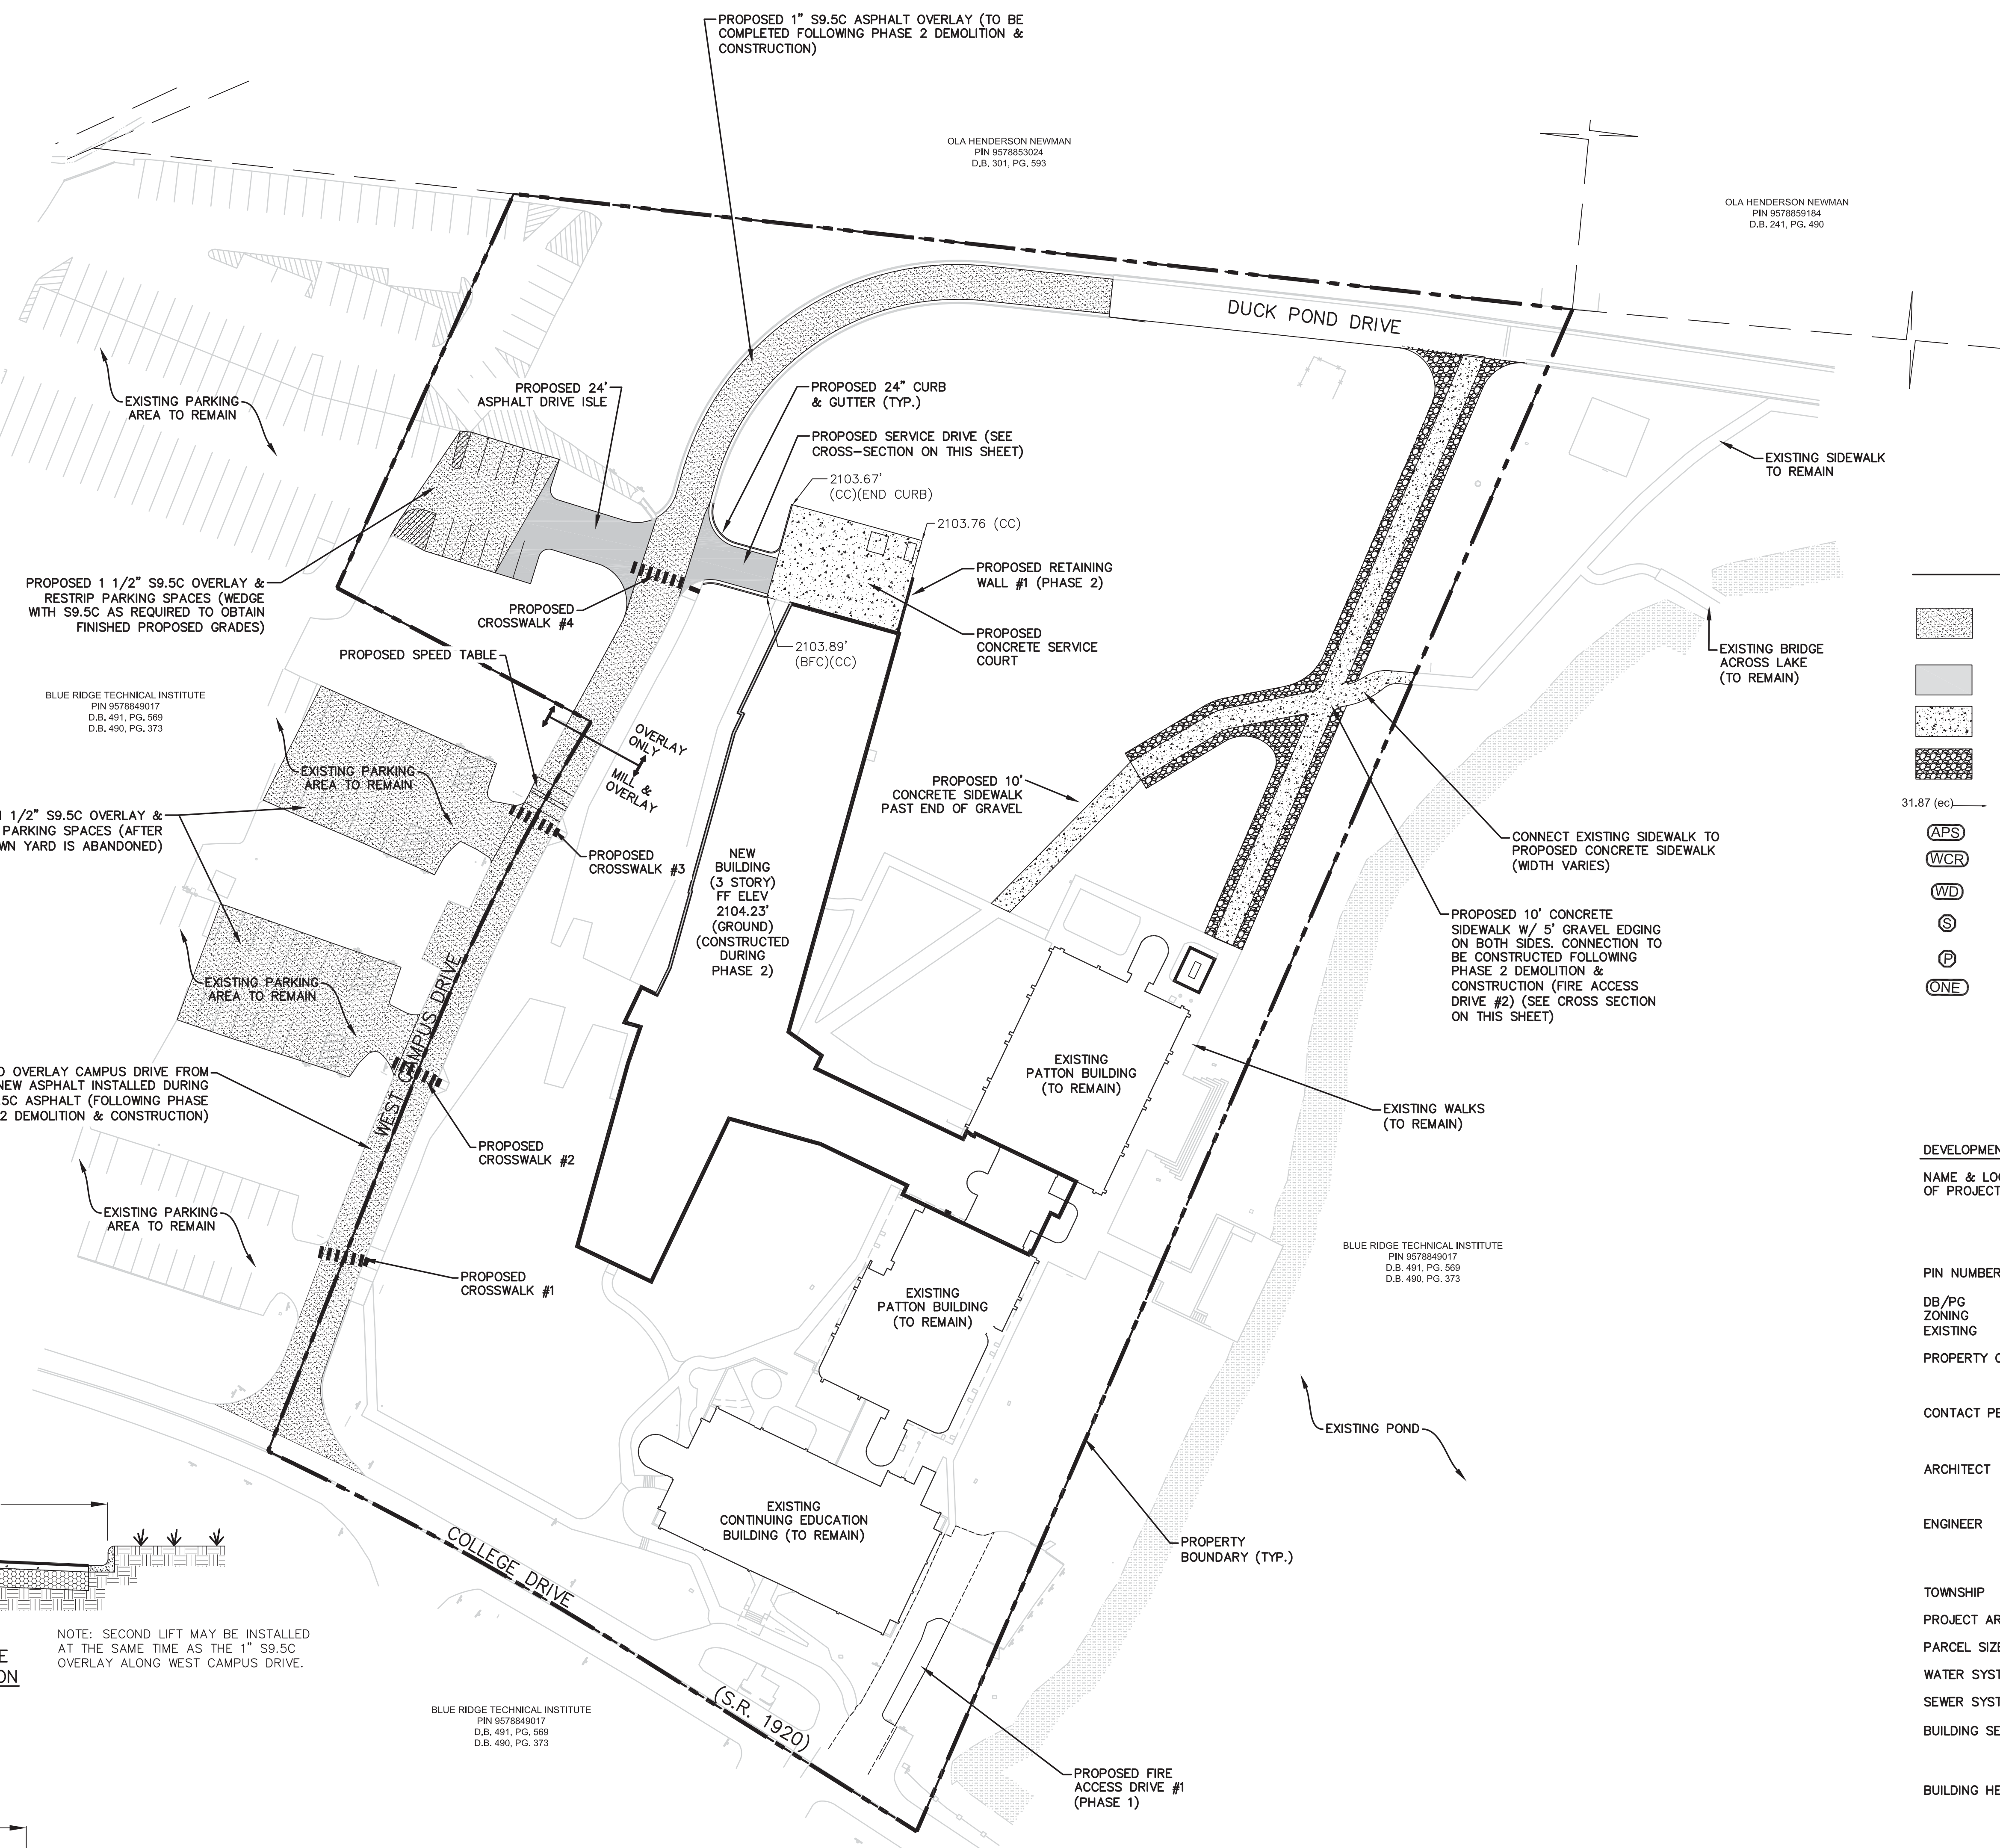 PROPOSED 1" S9.5C ASPHALT OVERLAY (TO BE
COMPLETED FOLLOWING PHASE 2 DEMOLITION &
CONSTRUCTION)
OLA HENDERSON NEWMAN
PIN 9578853024
D.B. 301, PG. 593
OLA HENDERSON NEWMAN
PIN 9578859184
D.B. 241, PG. 490
DUCK POND DRIVE
EXISTING PARKING
AREA TO REMAIN
PROPOSED 24'
ASPHALT DRIVE ISLE
PROPOSED 24" CURB
& GUTTER (TYP.)
PROPOSED SERVICE DRIVE (SEE
CROSS-SECTION ON THIS SHEET)
2103.67'
(CC)(END CURB)
2103.76 (CC)
EXISTING SIDEWALK
TO REMAIN
PROPOSED RETAINING
WALL #1 (PHASE 2)
PROPOSED 1 1/2" S9.5C OVERLAY &
RESTRIP PARKING SPACES (WEDGE
WITH S9.5C AS REQUIRED TO OBTAIN
FINISHED PROPOSED GRADES)
PROPOSED
CROSSWALK #4
PROPOSED
CONCRETE SERVICE
COURT
2103.89'
(BFC)(CC)
PROPOSED SPEED TABLE
EXISTING BRIDGE
ACROSS LAKE
(TO REMAIN)
BLUE RIDGE TECHNICAL INSTITUTE
PIN 9578849017
D.B. 491, PG. 569
D.B. 490, PG. 373
OVERLAY
ONLY
MILL &
OVERLAY
EXISTING PARKING
AREA TO REMAIN
PROPOSED 10'
CONCRETE SIDEWALK
PAST END OF GRAVEL
31.87 (ec)
1 1/2" S9.5C OVERLAY &
PARKING SPACES (AFTER
WN YARD IS ABANDONED)
PROPOSED
CROSSWALK #3
NEW
BUILDING
(3 STORY)
FF ELEV
2104.23'
(GROUND)
(CONSTRUCTED
DURING
PHASE 2)
CONNECT EXISTING SIDEWALK TO
PROPOSED CONCRETE SIDEWALK
(WIDTH VARIES)
APS
WCR
WD
S
P
ONE
PROPOSED 10' CONCRETE
SIDEWALK W/ 5' GRAVEL EDGING
ON BOTH SIDES. CONNECTION TO
BE CONSTRUCTED FOLLOWING
PHASE 2 DEMOLITION &
CONSTRUCTION (FIRE ACCESS
DRIVE #2) (SEE CROSS SECTION
ON THIS SHEET)
EXISTING PARKING
AREA TO REMAIN
WEST CAMPUS DRIVE
OVERLAY CAMPUS DRIVE FROM
NEW ASPHALT INSTALLED DURING
5C ASPHALT (FOLLOWING PHASE
2 DEMOLITION & CONSTRUCTION)
EXISTING
PATTON BUILDING
(TO REMAIN)
EXISTING WALKS
(TO REMAIN)
PROPOSED
CROSSWALK #2
EXISTING PARKING
AREA TO REMAIN
PROPOSED
CROSSWALK #1
EXISTING
PATTON BUILDING
(TO REMAIN)
BLUE RIDGE TECHNICAL INSTITUTE
PIN 9578849017
D.B. 491, PG. 569
D.B. 490, PG. 373
DEVELOPMEN
NAME & LO
OF PROJECT
PIN NUMBER
DB/PG
ZONING
EXISTING
PROPERTY
CONTACT PE
ARCHITECT
ENGINEER
TOWNSHIP
PROJECT AR
PARCEL SIZE
WATER SYST
SEWER SYST
BUILDING SE
BUILDING HE
EXISTING POND
EXISTING
CONTINUING EDUCATION
BUILDING (TO REMAIN)
PROPERTY
BOUNDARY (TYP.)
COLLEGE DRIVE
(S.R. 1920)
NOTE: SECOND LIFT MAY BE INSTALLED
AT THE SAME TIME AS THE 1" S9.5C
OVERLAY ALONG WEST CAMPUS DRIVE.
E
ON
BLUE RIDGE TECHNICAL INSTITUTE
PIN 9578849017
D.B. 491, PG. 569
D.B. 490, PG. 373
PROPOSED FIRE
ACCESS DRIVE #1
(PHASE 1)